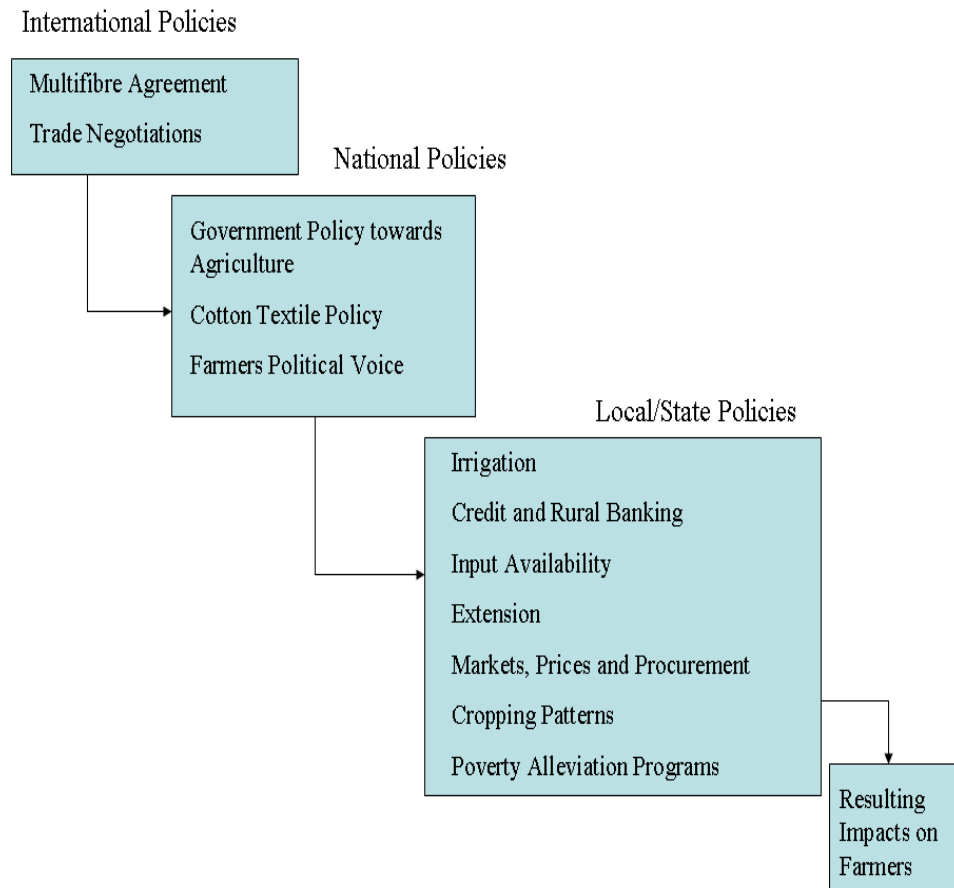 International Policies
Multifibre Agreement
Trade Negotiations
National Policies
Government Policy towards
Agriculture
Cotton Textile Policy
Farmers Political Voice
Local/State Policies
Irrigation
Credit and Rural Banking
Input Availability
Extension
Markets, Prices and Procurement
Cropping Patterns
Poverty Alleviation Programs
Resulting
Impacts on
Farmers